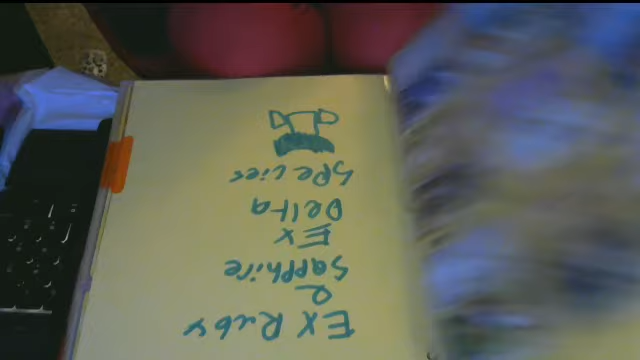 EX Ruby
&
Sapphire
EX
Delta
Species